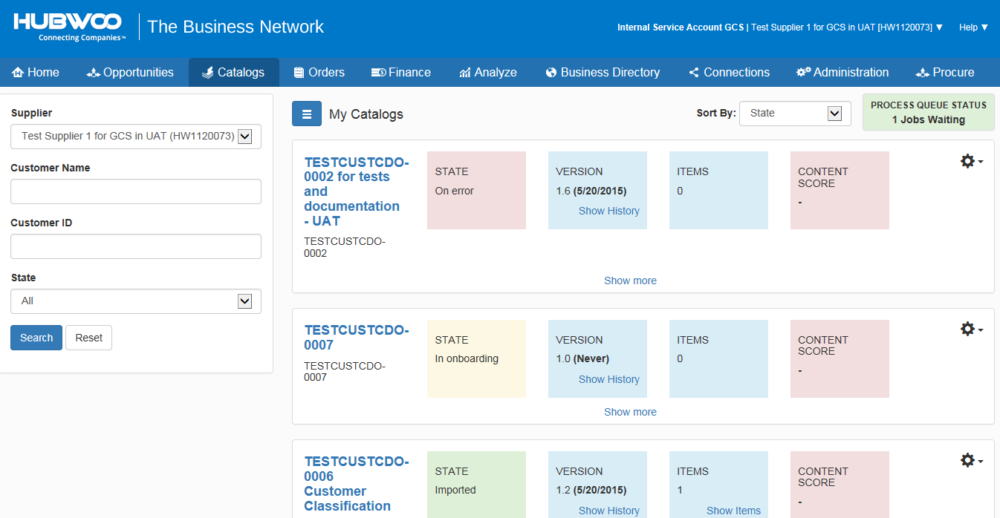 HUBWOO
Connecting Companies™
The Business Network
Internal Service Account GCS | Test Supplier 1 for GCS in UAT [HW1120073] ▼
Help ▼
Home
Opportunities
Catalogs
Orders
Finance
Analyze
Business Directory
Connections
Administration
Procure
Supplier
Test Supplier 1 for GCS in UAT (HW1120073)
Customer Name
Customer ID
State
All
Search
Reset
My Catalogs
Sort By:
State
PROCESS QUEUE STATUS
1 Jobs Waiting
TESTCUSTCDO-
0002 for tests
and
documentation
- UAT
TESTCUSTCDO-
0002
STATE
On error
VERSION
1.6 (5/20/2015)
Show History
ITEMS
0
CONTENT
SCORE
-
Show more
TESTCUSTCDO-
0007
TESTCUSTCDO-
0007
STATE
In onboarding
VERSION
1.0 (Never)
Show History
ITEMS
0
CONTENT
SCORE
-
Show more
TESTCUSTCDO-
0006
Customer
Classification
STATE
Imported
VERSION
1.2 (5/20/2015)
Show History
ITEMS
1
Show Items
CONTENT
SCORE
-